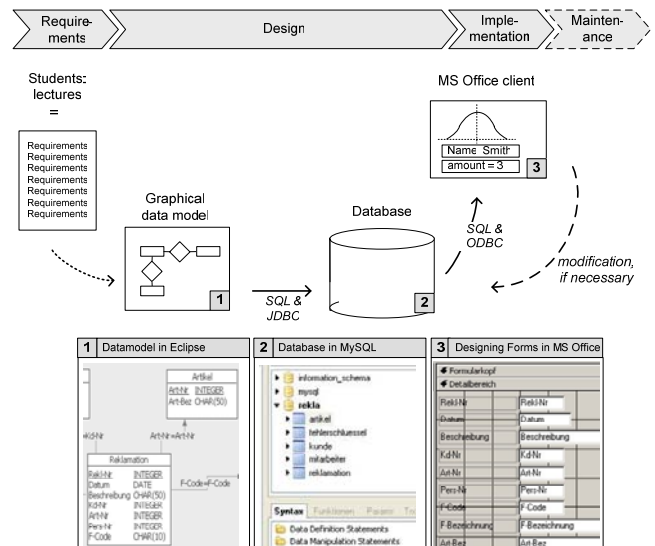 Require-
ments
Design
Imple-
mentation
Mainten-
ance
Students:
lectures
=
Requirements
Requirements
Requirements
Requirements
Requirements
Requirements
Requirements
Graphical
data model
1
SQL &
JDBC
Database
2
SQL &
ODBC
MS Office client
Name Smith
amount = 3
3
modification,
if necessary
1 Datamodel in Eclipse
Artikel
Art-Nr INTEGER
Art-Bez CHAR(50)
=Kd-Nr
Art-Nr=Art-Nr
Reklamation
Rekl-Nr INTEGER
Datum DATE
Beschreibung CHAR(50)
Kd-Nr INTEGER
Art-Nr INTEGER
Pers-Nr INTEGER
F-Code CHAR(10)
F-Code=F-Code
2 Database in MySQL
information_schema
mysql
rekla
artikel
fehlerschluessel
kunde
mitarbeiter
reklamation
Syntax Funktionen Params
Data Definition Statements
Data Manipulation Statements
3 Designing Forms in MS Office
Formularkopf
Detailbereich
Rekl-Nr Rekl-Nr
Datum Datum
Beschreibung Beschreibung
Kd-Nr Kd-Nr
Art-Nr Art-Nr
Pers-Nr Pers-Nr
F-Code F-Code
F-Bezeichnung F-Bezeichnung
Art-Bez Art-Bez